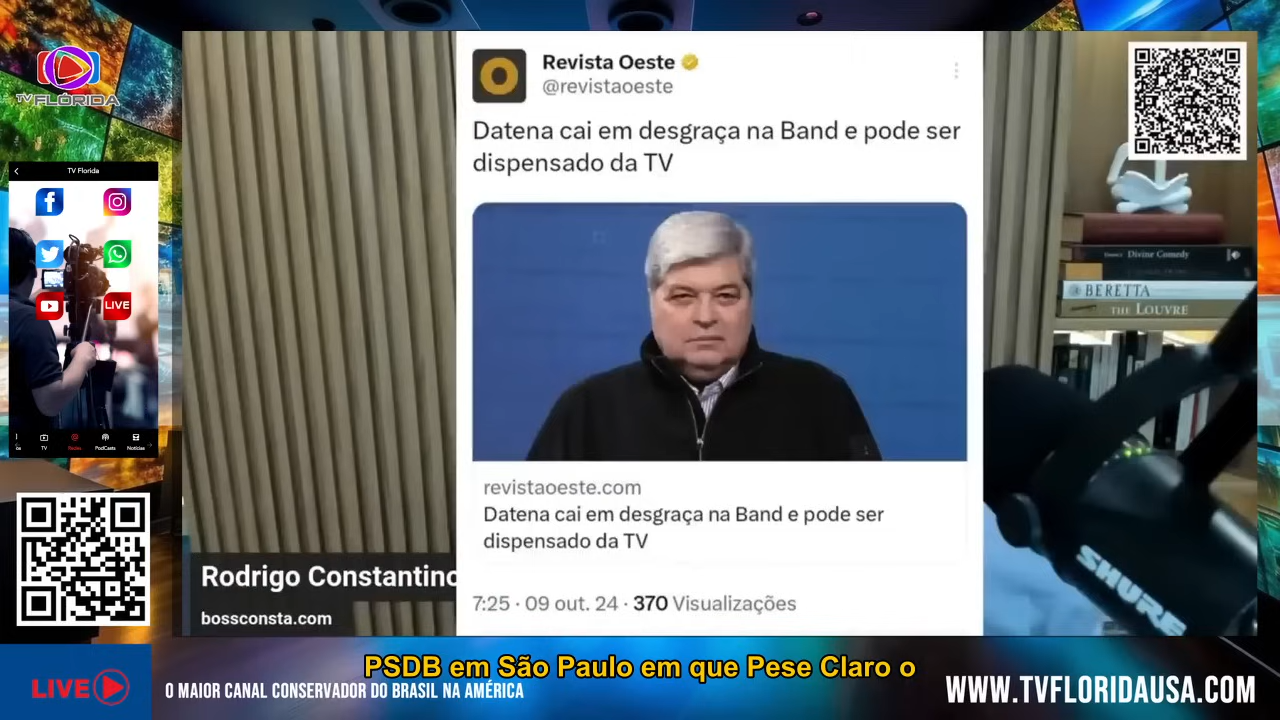 TV FLÓRIDA
TV Florida
LIVE
TV
PodCasts
Notícias
Revista Oeste
@revistaoeste
Datena cai em desgraça na Band e pode ser
dispensado da TV
revistaoeste.com
Datena cai em desgraça na Band e pode ser
dispensado da TV
7:25 · 09 out. 24 · 370 Visualizações
Divine Comedy
BERETTA
THE LOUVRE
SHURE
Rodrigo Constantino
bossconsta.com
PSDB em São Paulo em que Pese Claro o
LIVE
O MAIOR CANAL CONSERVADOR DO BRASIL NA AMÉRICA
WWW.TVFLORIDAUSA.COM